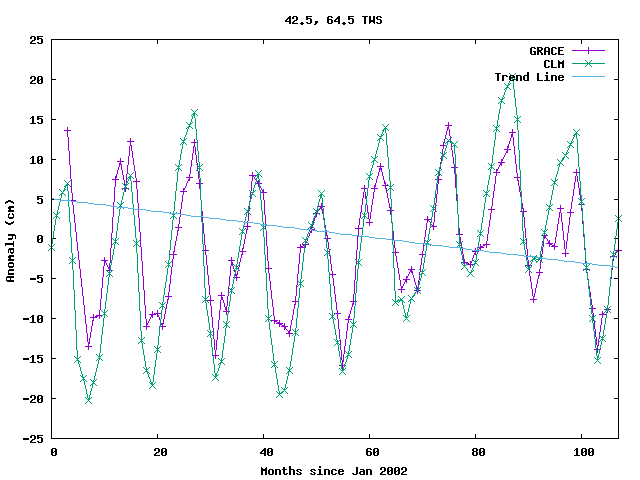 42.5, 64.5 TWS
GRACE
CLM
Trend Line
25
20
15
10
5
0
-5
-10
-15
-20
-25
Anomaly (cm)
0 20 40 60 80 100
Months since Jan 2002